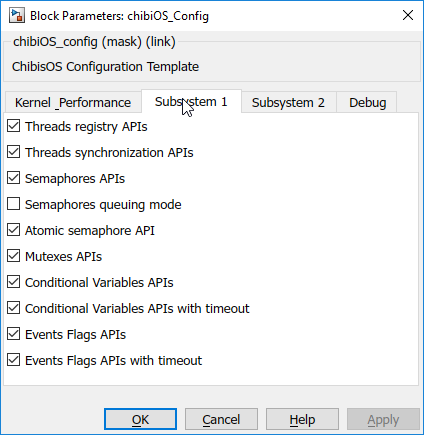 Block Parameters: chibiOS_Config
chibiOS_config (mask) (link)
ChibisOS Configuration Template
Kernel _Performance Subsystem 1 Subsystem 2 Debug
Threads registry APIs
Threads synchronization APIs
Semaphores APIs
Semaphores queuing mode
Atomic semaphore API
Mutexes APIs
Conditional Variables APIs
Conditional Variables APIs with timeout
Events Flags APIs
Events Flags APIs with timeout
OK Cancel Help Apply